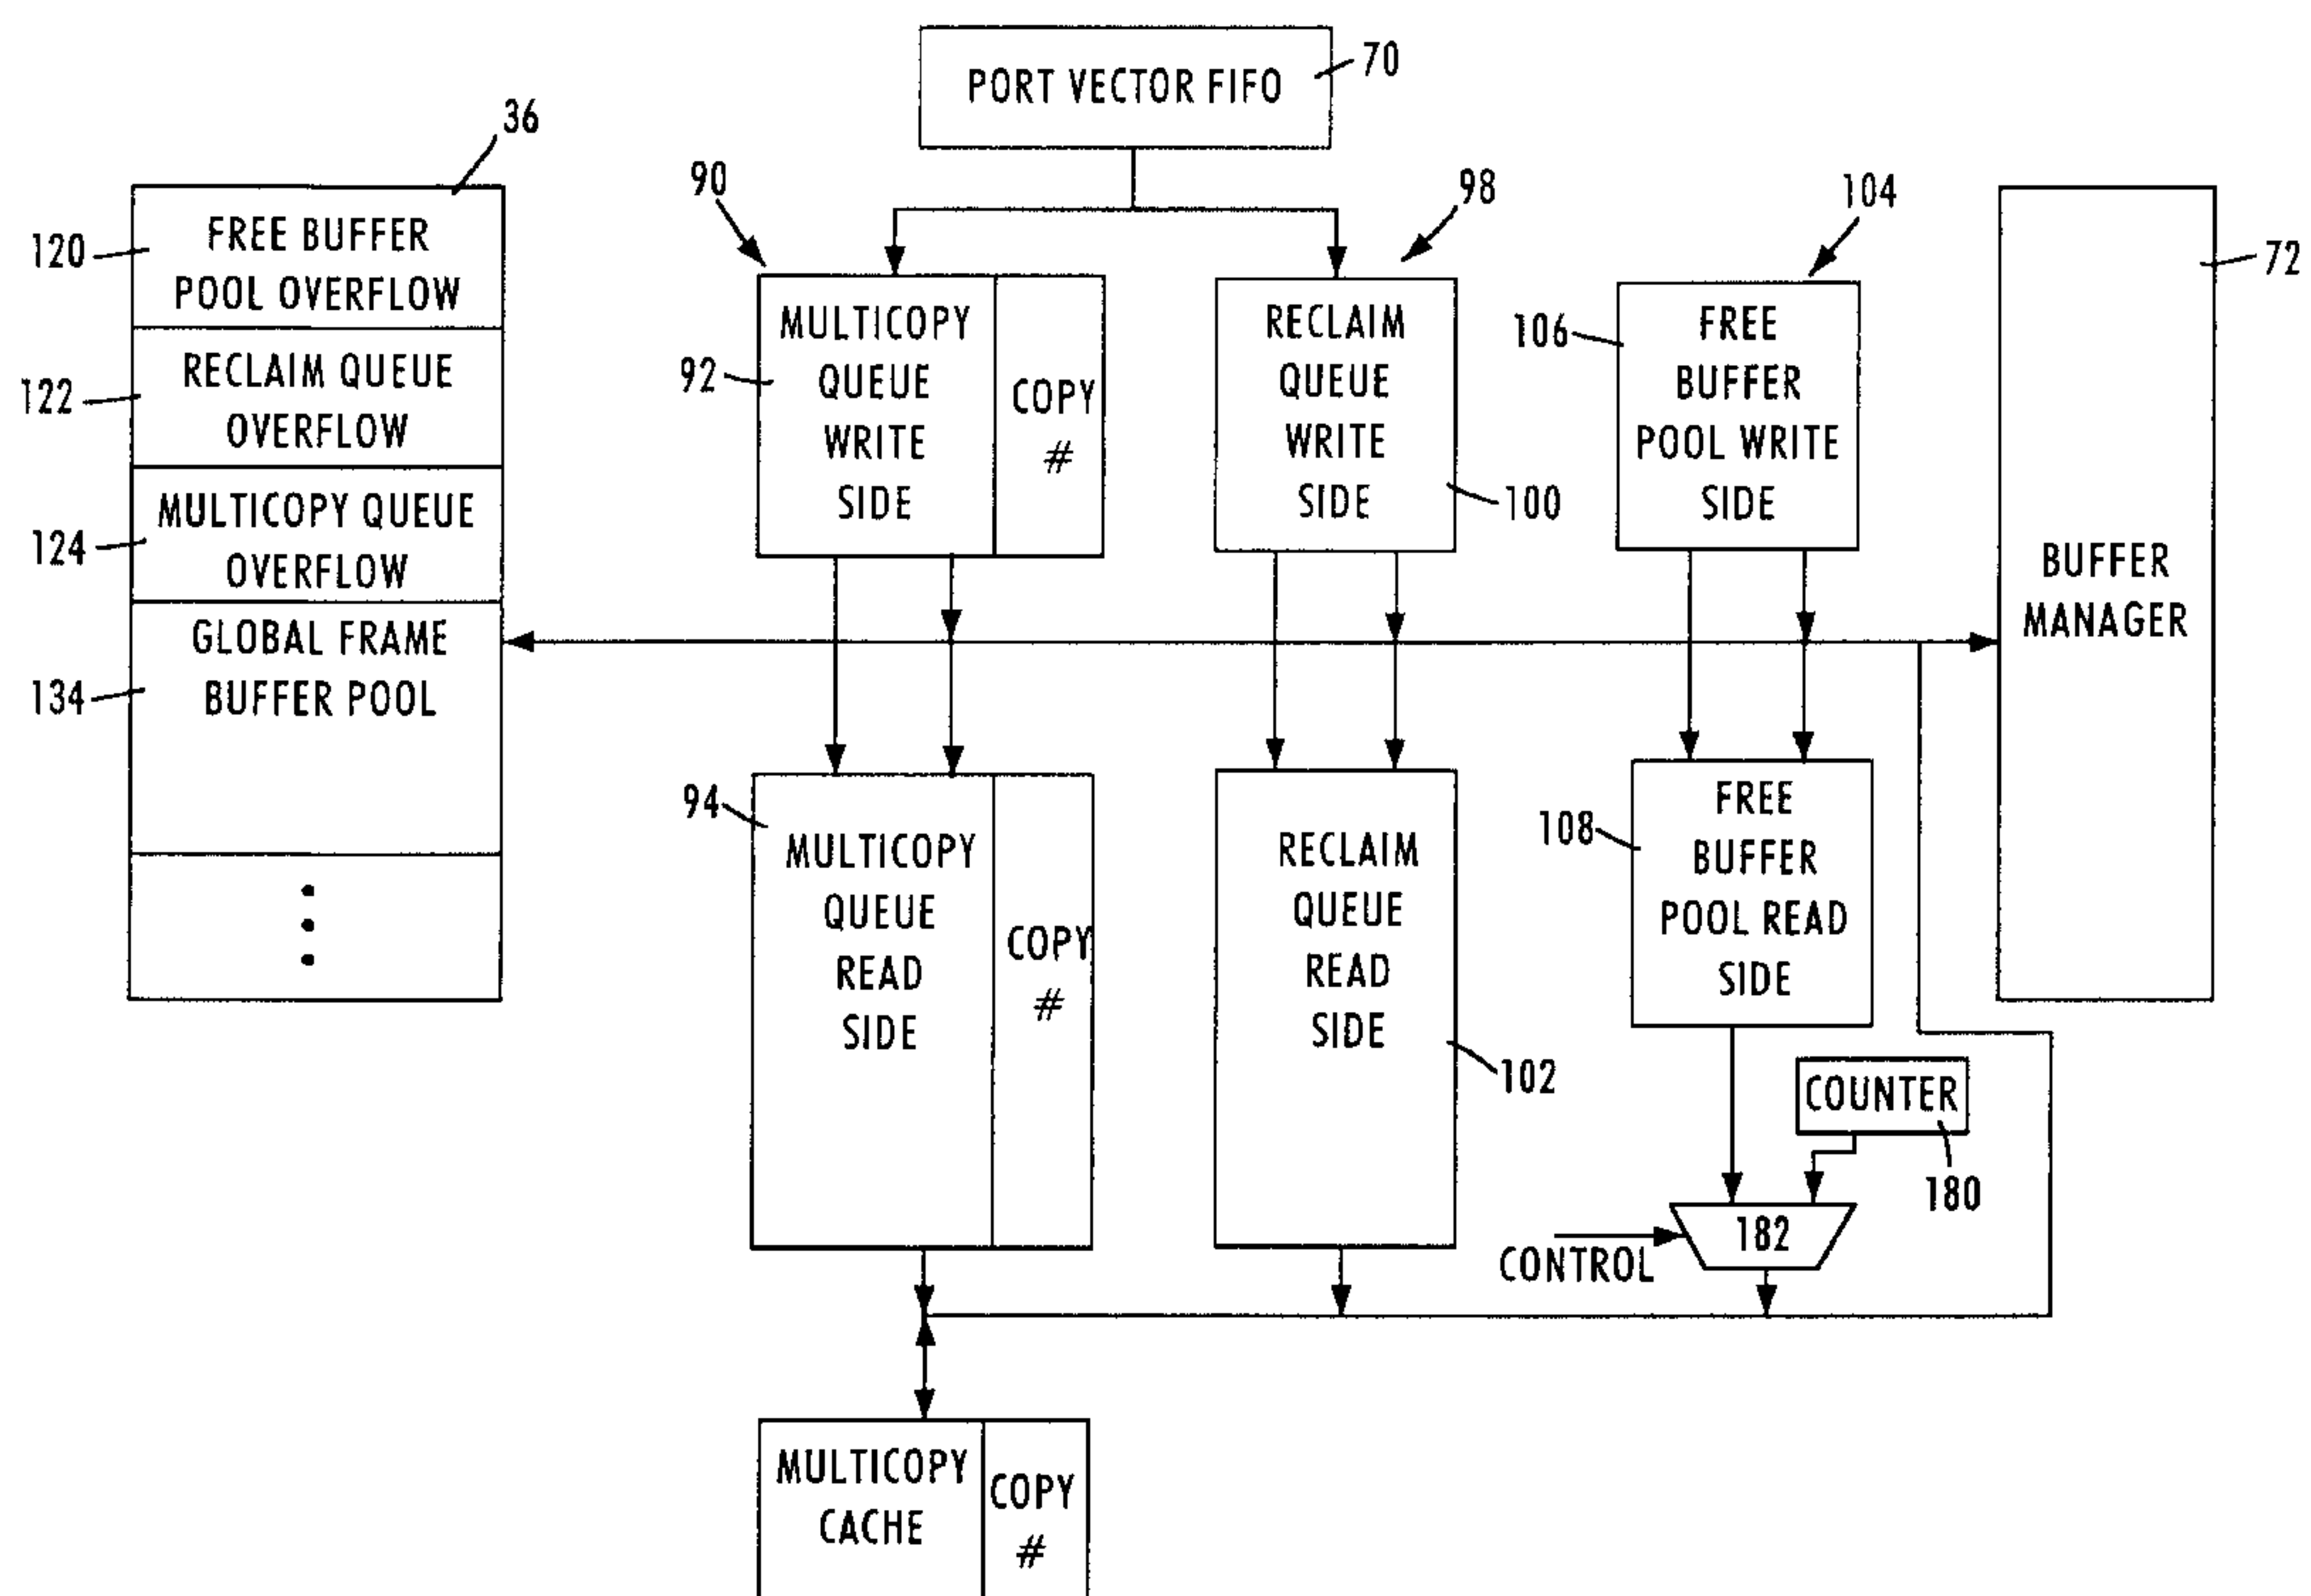 PORT VECTOR FIFO
70
36
120
FREE BUFFER
POOL OVERFLOW
122
RECLAIM QUEUE
OVERFLOW
124
MULTICOPY QUEUE
OVERFLOW
134
GLOBAL FRAME
BUFFER POOL
90
92
MULTICOPY
QUEUE
WRITE
SIDE
COPY
#
98
RECLAIM
QUEUE
WRITE
SIDE
100
104
106
FREE
BUFFER
POOL WRITE
SIDE
72
BUFFER
MANAGER
94
MULTICOPY
QUEUE
READ
SIDE
COPY
#
RECLAIM
QUEUE
READ
SIDE
102
108
FREE
BUFFER
POOL READ
SIDE
COUNTER
180
182
CONTROL
MULTICOPY
CACHE
COPY
#